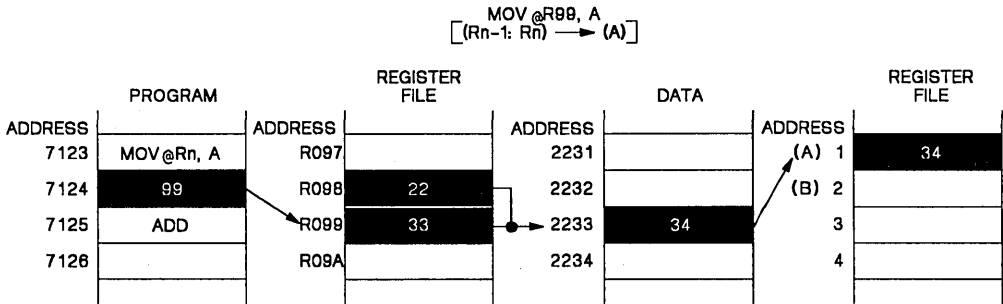 MOV @R99, A
[(Rn-1: Rn) → (A)]
REGISTER FILE REGISTER FILE
PROGRAM DATA
ADDRESS ADDRESS ADDRESS ADDRESS
7123 MOV @Rn, A R097 2231 (A) 1 34
7124 99 R098 22 2232 (B) 2
7125 ADD R099 33 2233 34 3
7126 R09A 2234 4